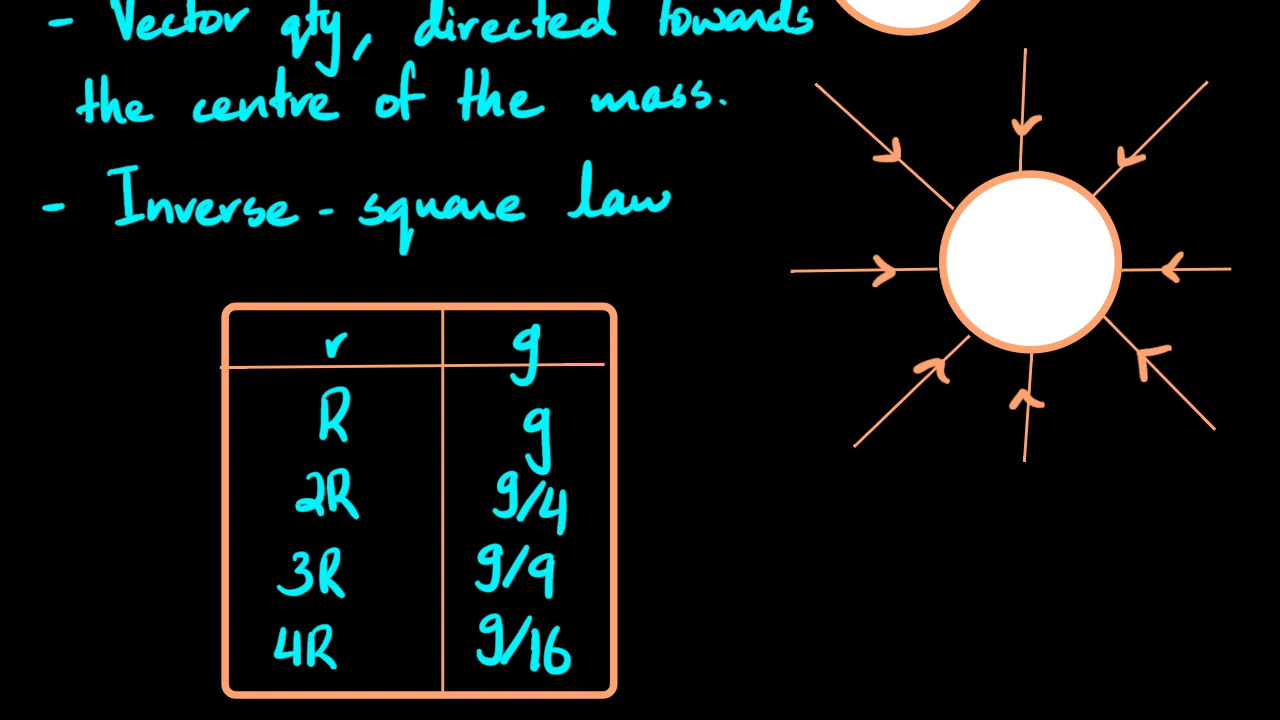 - Vector qty, directed towards
the centre of the mass.
- Inverse - square law
r g
R g
2R g/4
3R g/9
4R g/16